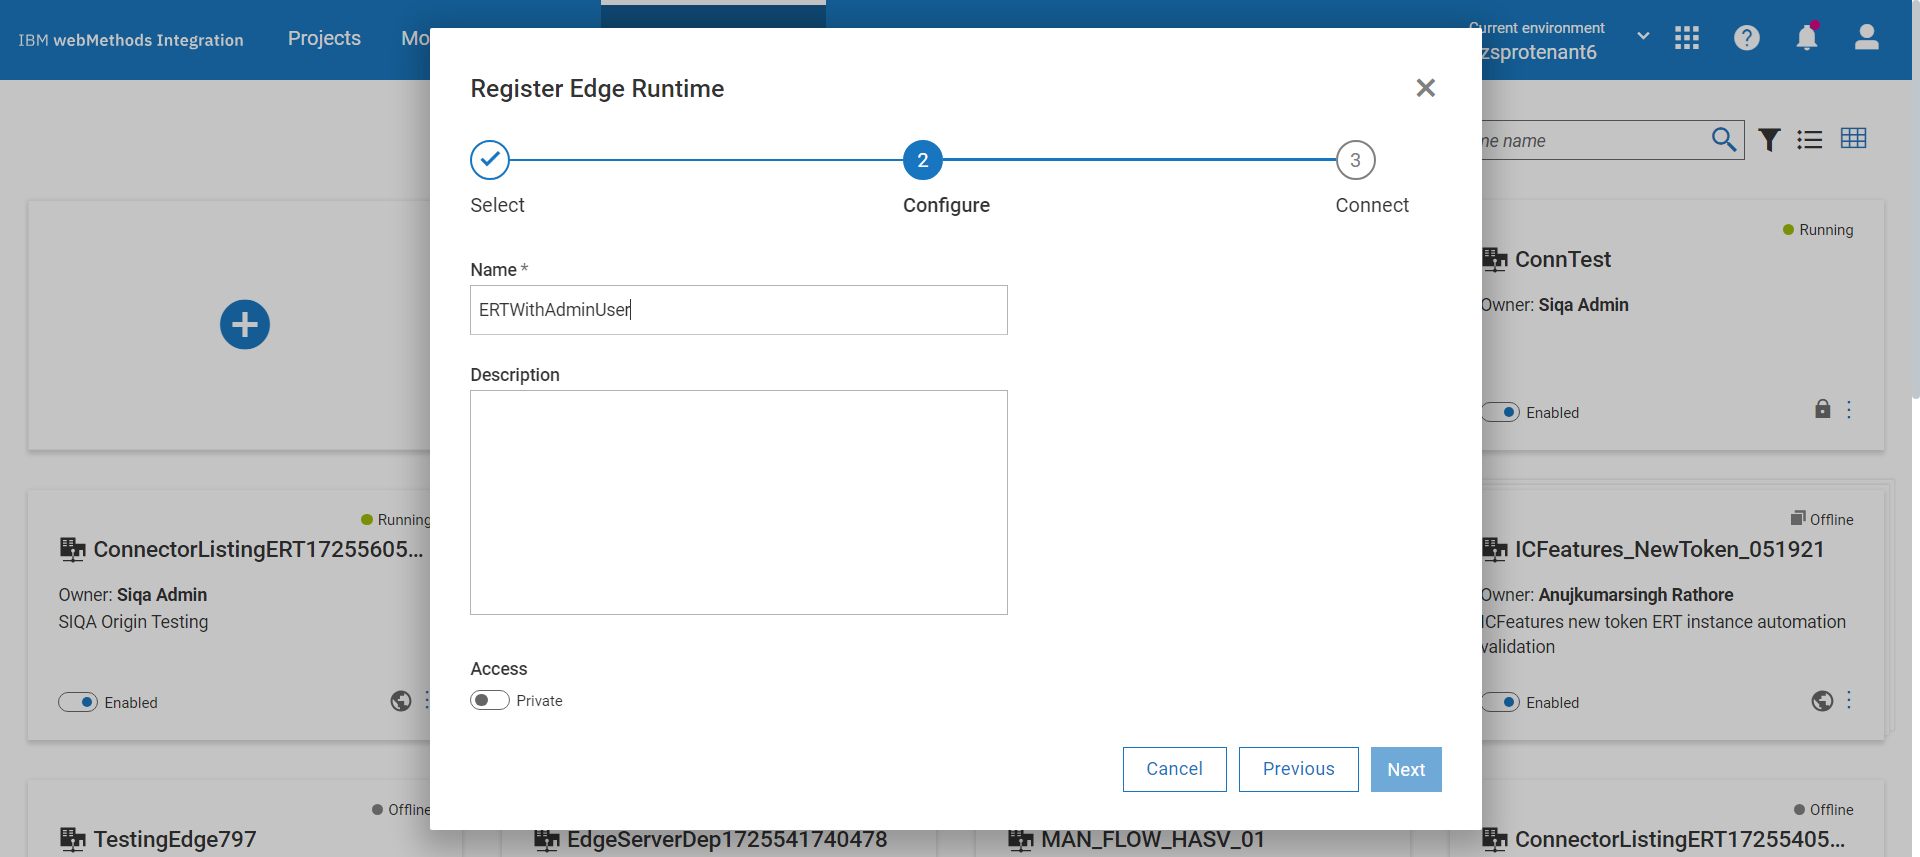 IBM webMethods Integration
Projects
Mo
Current environment
zsprotenant6
Register Edge Runtime
2
3
Select
Configure
Connect
me name
Name *
ERTWithAdminUser
Description
Access
Private
Cancel
Previous
Next
Running
ConnTest
Owner: Siqa Admin
Enabled
Running
ConnectorListingERT17255605...
Owner: Siqa Admin
SIQA Origin Testing
Enabled
Offline
ICFeatures_NewToken_051921
Owner: Anujkumarsingh Rathore
ICFeatures new token ERT instance automation
validation
Enabled
Offline
TestingEdge797
EdgeServerDep1725541740478
MAN_FLOW_HASV_01
Offline
ConnectorListingERT17255405...